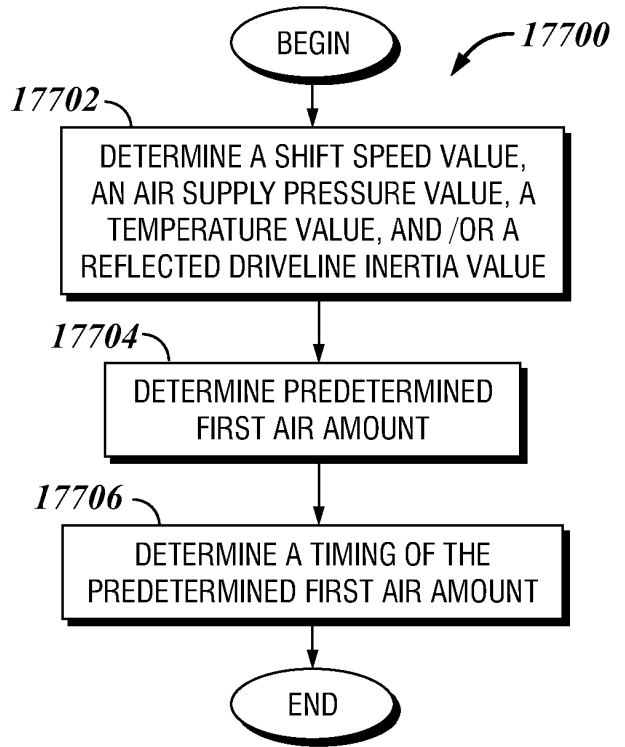 BEGIN
17700
17702
DETERMINE A SHIFT SPEED VALUE,
AN AIR SUPPLY PRESSURE VALUE, A
TEMPERATURE VALUE, AND /OR A
REFLECTED DRIVELINE INERTIA VALUE
17704
DETERMINE PREDETERMINED
FIRST AIR AMOUNT
17706
DETERMINE A TIMING OF THE
PREDETERMINED FIRST AIR AMOUNT
END